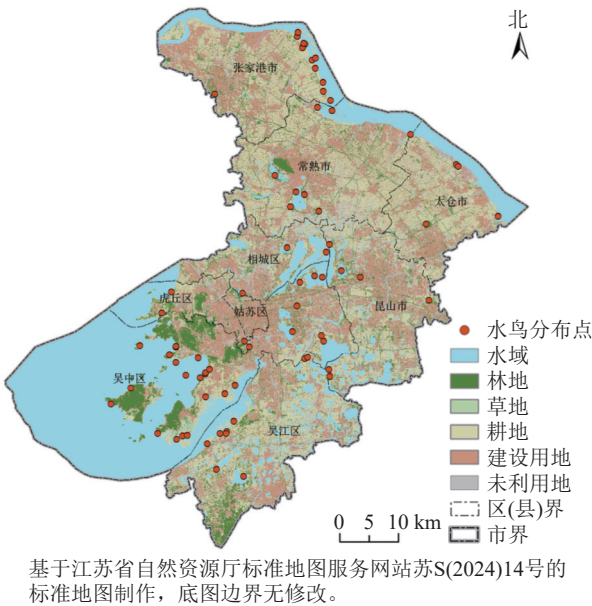 北
张家港市
常熟市
太仓市
相城区
虎丘区
姑苏区
昆山市
吴中区
吴江区
水鸟分布点
水域
林地
草地
耕地
建设用地
未利用地
区(县)界
市界
0 5 10 km
基于江苏省自然资源厅标准地图服务网站苏S(2024)14号的
标准地图制作，底图边界无修改。